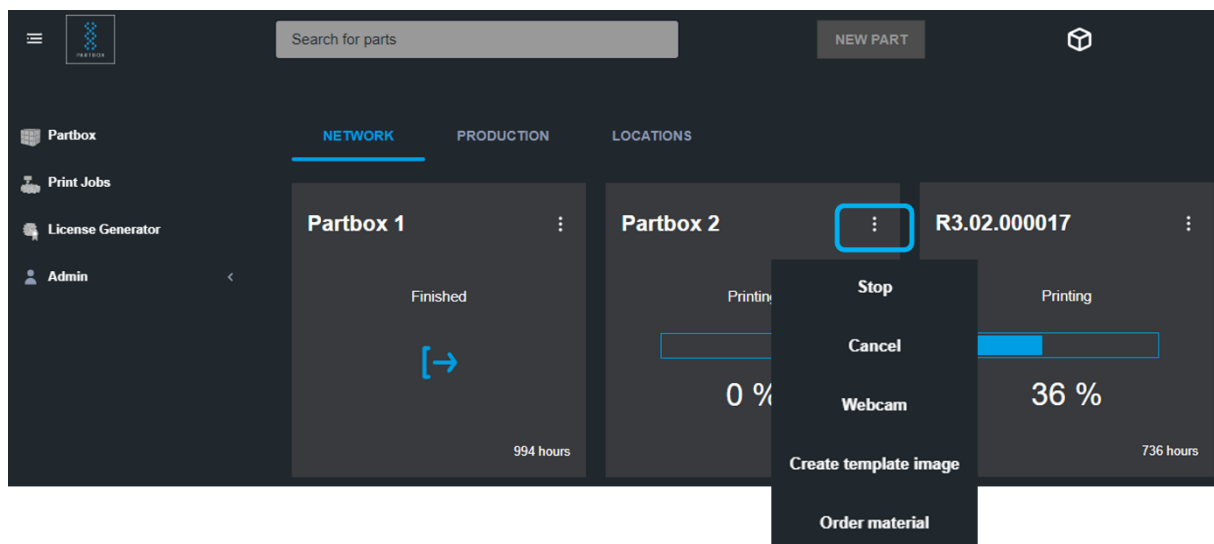 PARTBOX
Search for parts
NEW PART
Partbox
Print Jobs
License Generator
Admin
NETWORK PRODUCTION LOCATIONS
Partbox 1
Finished
994 hours
Partbox 2
Printing
0 %
Stop
Cancel
Webcam
Create template image
Order material
R3.02.000017
Printing
36 %
736 hours